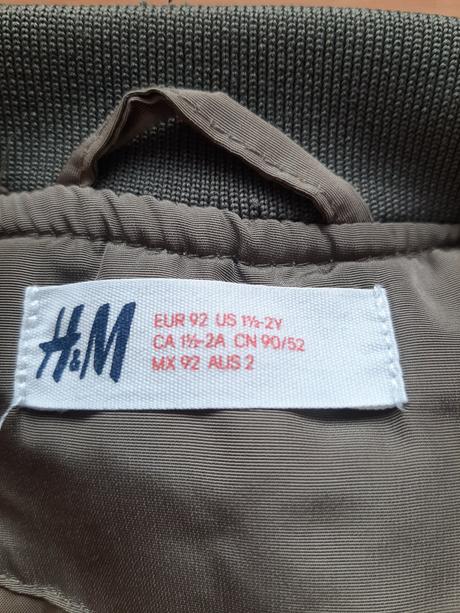 H&M
EUR 92 US 1½-2Y
CA 1½-2A CN 90/52
MX 92 AUS 2